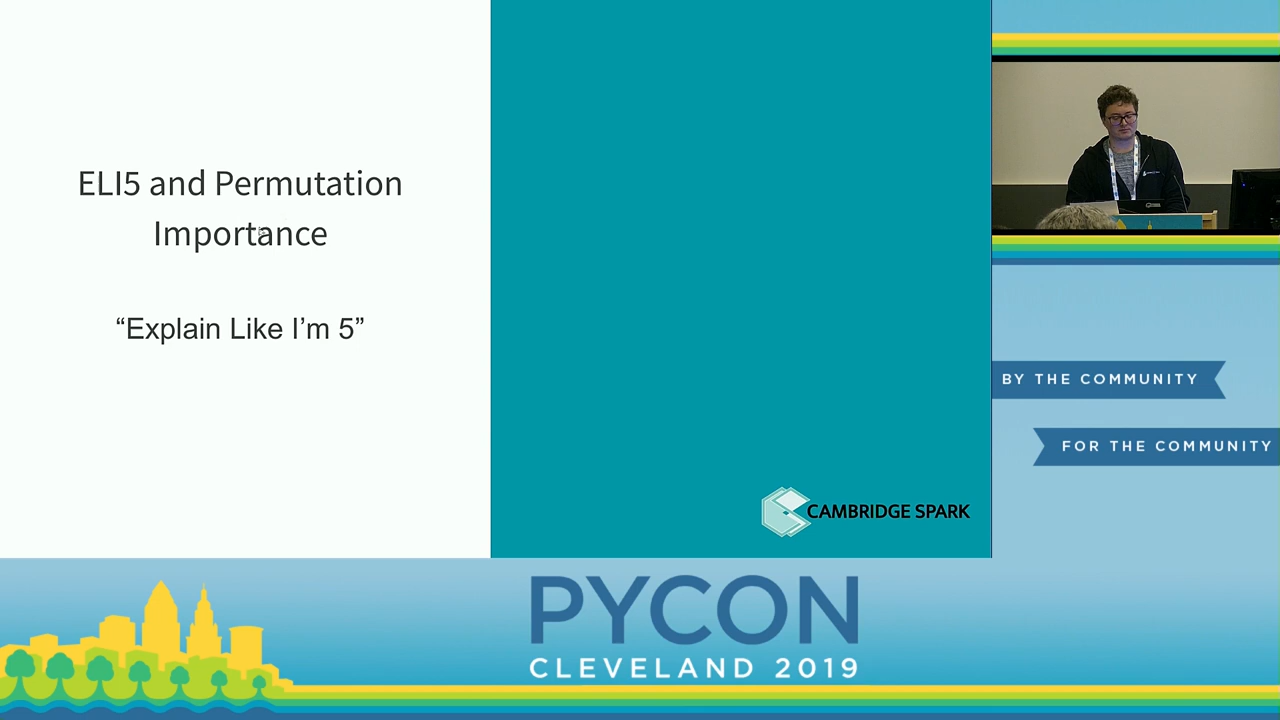 ELI5 and Permutation
Importance
“Explain Like I’m 5”
CAMBRIDGE SPARK
BY THE COMMUNITY
FOR THE COMMUNITY
PYCON
CLEVELAND 2019